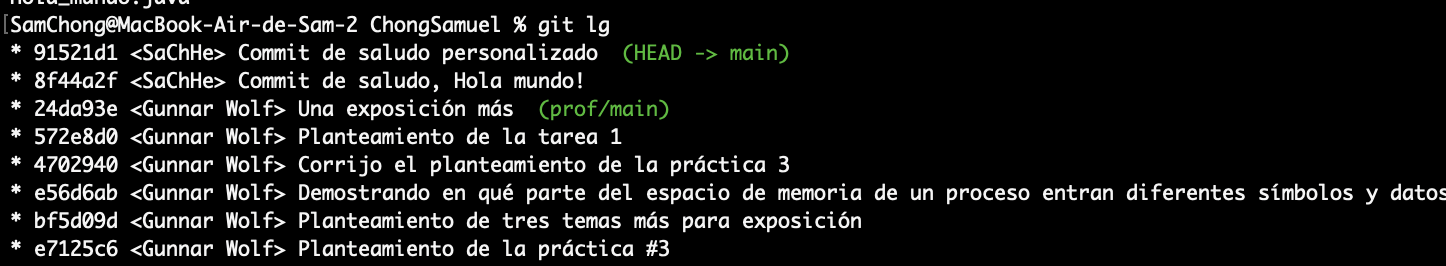 hola_mundo.java
[SamChong@MacBook-Air-de-Sam-2 ChongSamuel % git lg
* 91521d1 <SaChHe> Commit de saludo personalizado  (HEAD -> main)
* 8f44a2f <SaChHe> Commit de saludo, Hola mundo!
* 24da93e <Gunnar Wolf> Una exposición más  (prof/main)
* 572e8d0 <Gunnar Wolf> Planteamiento de la tarea 1
* 4702940 <Gunnar Wolf> Corrijo el planteamiento de la práctica 3
* e56d6ab <Gunnar Wolf> Demostrando en qué parte del espacio de memoria de un proceso entran diferentes símbolos y datos
* bf5d09d <Gunnar Wolf> Planteamiento de tres temas más para exposición
* e7125c6 <Gunnar Wolf> Planteamiento de la práctica #3